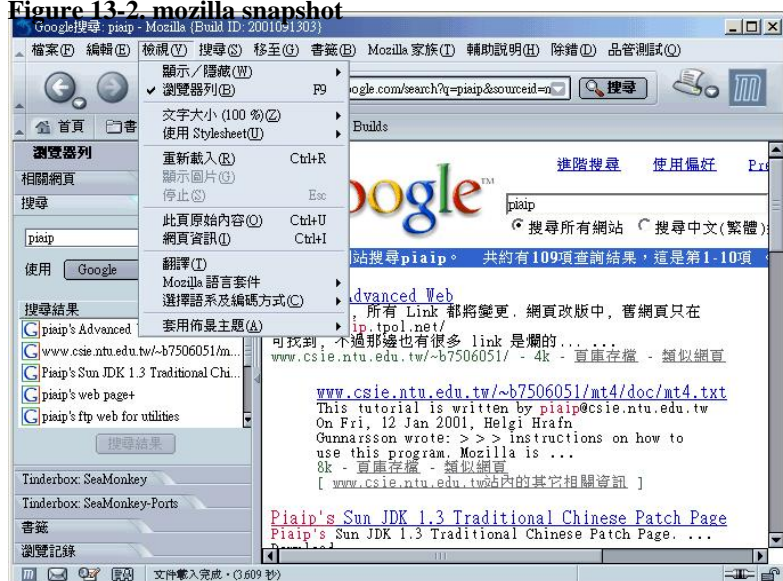 Figure 13-2. mozilla snapshot
Google搜尋: piaip - Mozilla {Build ID: 2001091303}
檔案(F) 編輯(E) 檢視(V) 搜尋(S) 移至(G) 書籤(B) Mozilla 家族(T) 輔助說明(H) 除錯(D) 品管測試(Q)
顯示／隱藏(W)
瀏覽器列(B) F9
文字大小 (100 %)(Z)
使用 Stylesheet(U)
重新載入(R) Ctrl+R
顯示圖片(G)
停止(S) Esc
此頁原始內容(O) Ctrl+U
網頁資訊(I) Ctrl+I
翻譯(T)
Mozilla 語言套件
選擇語系及編碼方式(C)
套用佈景主題(A)
ogle.com/search?q=piaip&sourceid=n
搜尋
首頁 書
Builds
瀏覽器列
相關網頁
搜尋
piaip
使用 Google
搜尋結果
piaip's Advanced
www.csie.ntu.edu.tw/~b7506051/m...
Piaip's Sun JDK 1.3 Traditional Chi...
piaip's web page+
piaip's ftp web for utilities
搜尋結果
Tinderbox: SeaMonkey
Tinderbox: SeaMonkey-Ports
書籤
瀏覽記錄
oogle™
進階搜尋 使用偏好 Pre
piaip
搜尋所有網站 搜尋中文(繁體)
站搜尋piaip。 共約有109項查詢結果，這是第1-10項
Advanced Web
, 所有 Link 都將變更. 網頁改版中, 舊網頁只在
ip.tpol.net/
可找到, 不過那邊也有很多 link 是爛的... ...
www.csie.ntu.edu.tw/~b7506051/ - 4k - 頁庫存檔 - 類似網頁
www.csie.ntu.edu.tw/~b7506051/mt4/doc/mt4.txt
This tutorial is written by piaip@csie.ntu.edu.tw
On Fri, 12 Jan 2001, Helgi Hrafn
Gunnarsson wrote: > > > instructions on how to
use this program. Mozilla is ...
8k - 頁庫存檔 - 類似網頁
[ www.csie.ntu.edu.tw站內的其它相關資訊 ]
Piaip's Sun JDK 1.3 Traditional Chinese Patch Page
Piaip's Sun JDK 1.3 Traditional Chinese Patch Page. ...
文件載入完成。(3.609 秒)